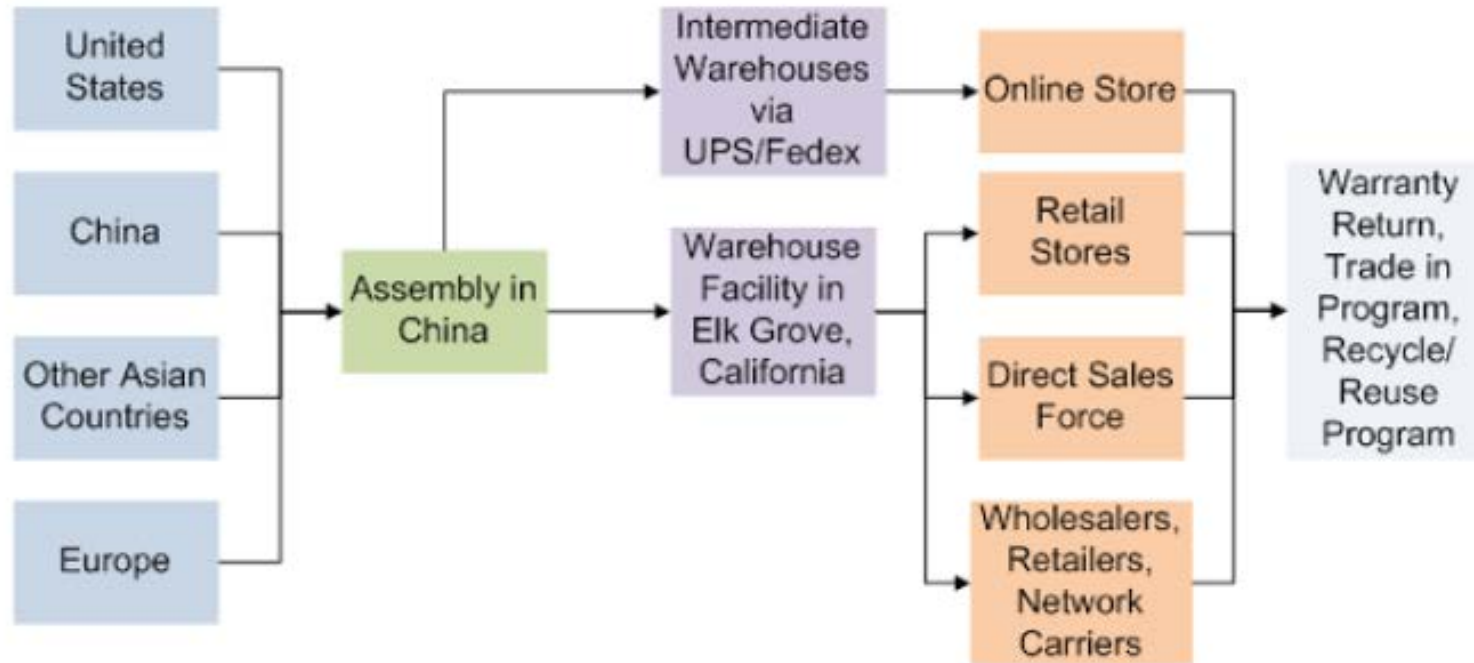 United
States
China
Other Asian
Countries
Europe
Assembly in
China
Intermediate
Warehouses
via
UPS/Fedex
Warehouse
Facility in
Elk Grove,
California
Online Store
Retail
Stores
Direct Sales
Force
Wholesalers,
Retailers,
Network
Carriers
Warranty
Return,
Trade in
Program,
Recycle/
Reuse
Program